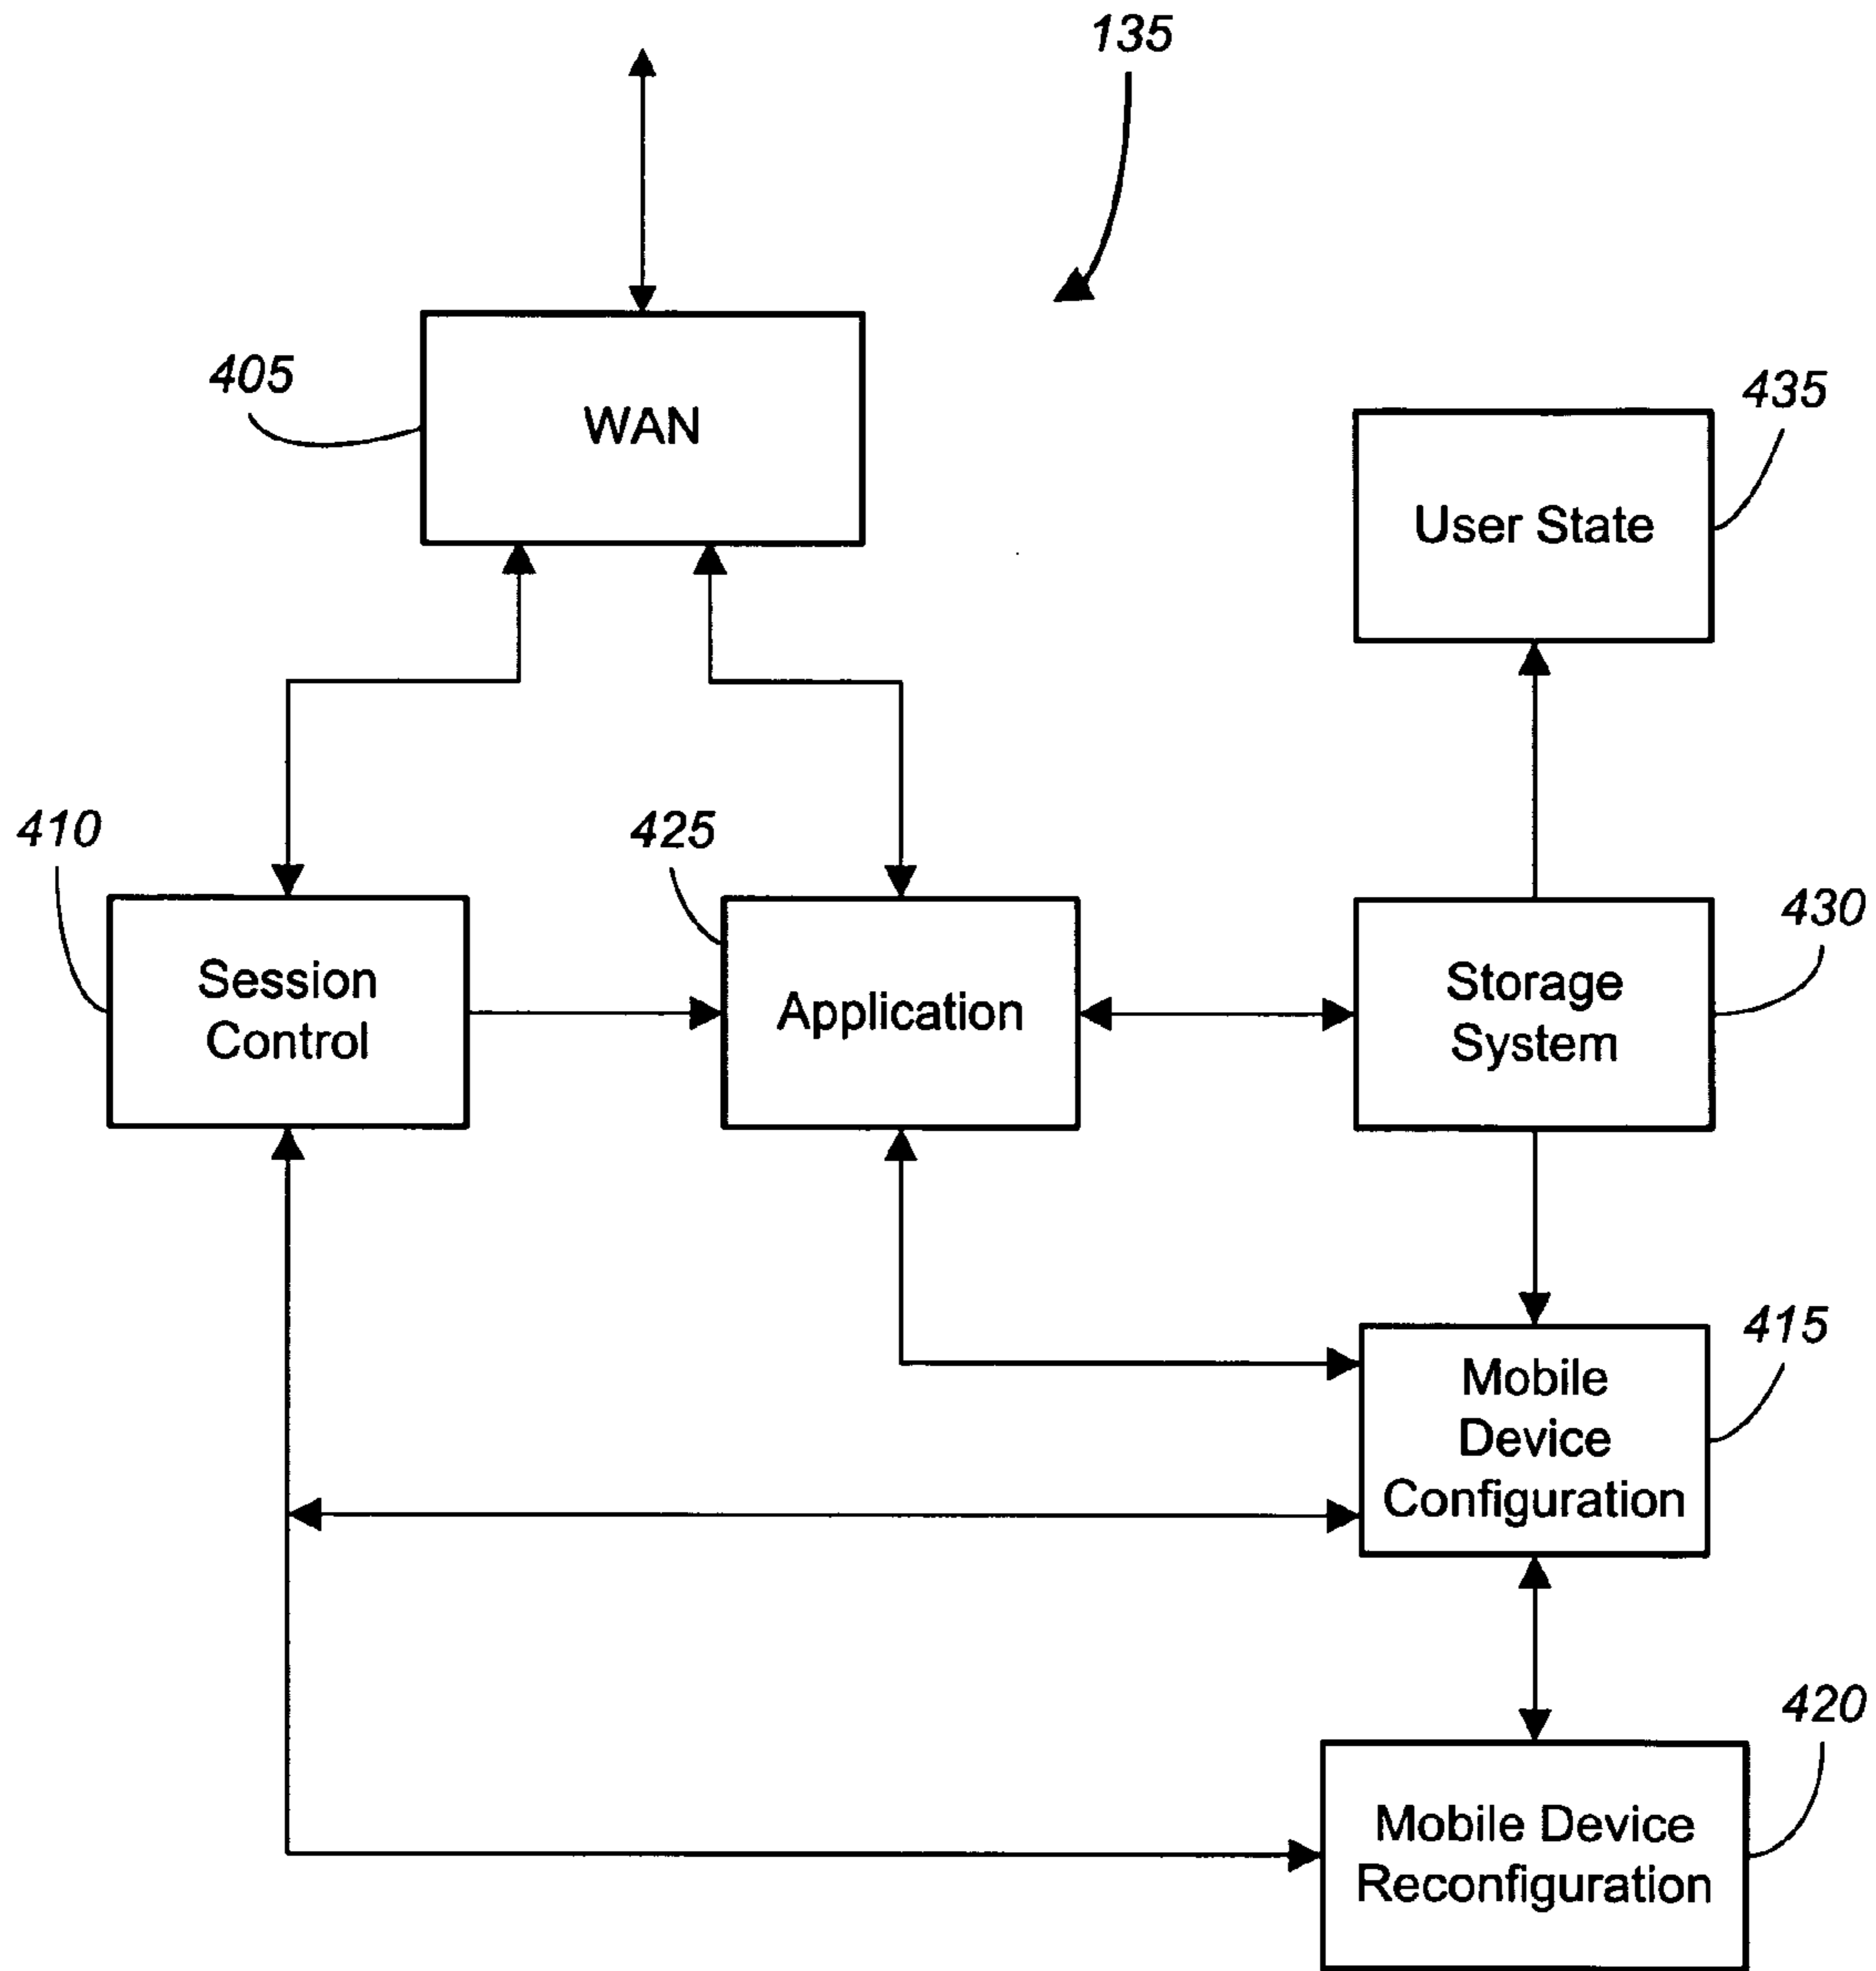 135
405
WAN
435
User State
410
Session
Control
425
Application
430
Storage
System
415
Mobile
Device
Configuration
420
Mobile Device
Reconfiguration